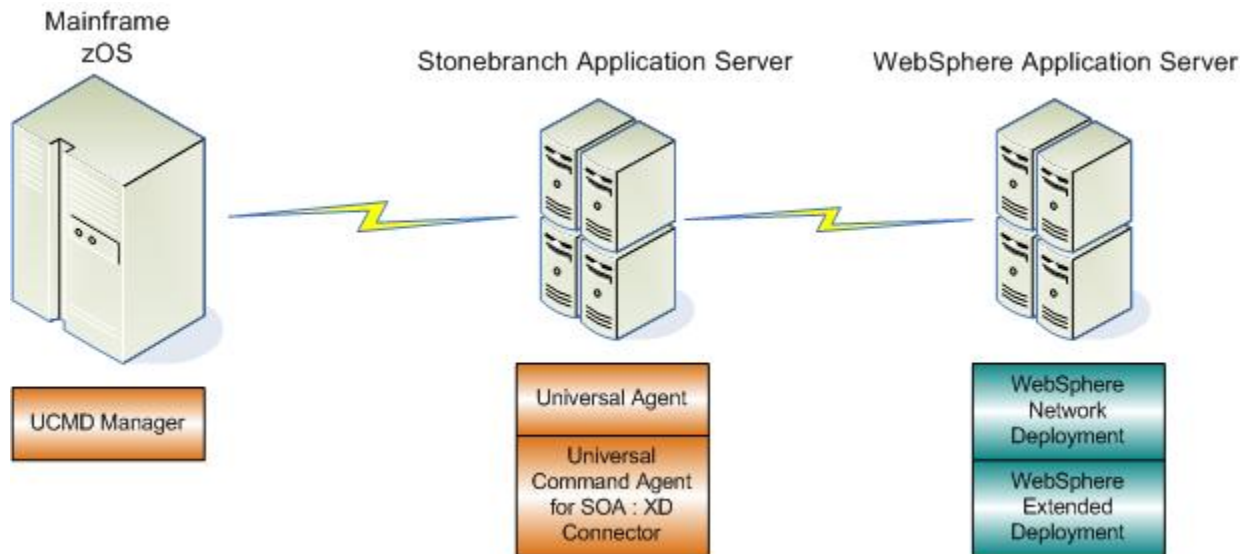 Mainframe
zOS
Stonebranch Application Server
WebSphere Application Server
UCMD Manager
Universal Agent
Universal
Command Agent
for SOA : XD
Connector
WebSphere
Network
Deployment
WebSphere
Extended
Deployment